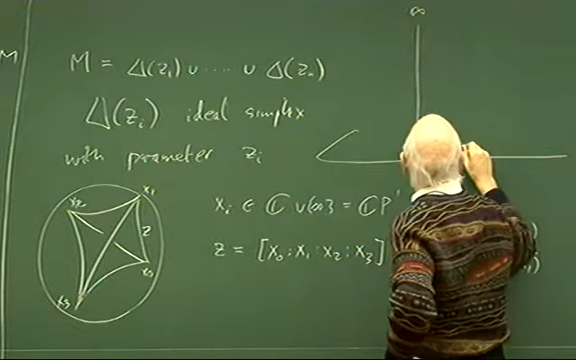 M
M = Δ(z₁) ∪ ⋯ ∪ Δ(zₙ)
Δ(zᵢ) ideal simplex
with parameter zᵢ
xᵢ ∈ ℂ ∪ {∞} = ℂP¹
z = [x₀ : x₁ : x₂ : x₃]
x₂
x₁
z
x₀
x₃
∞